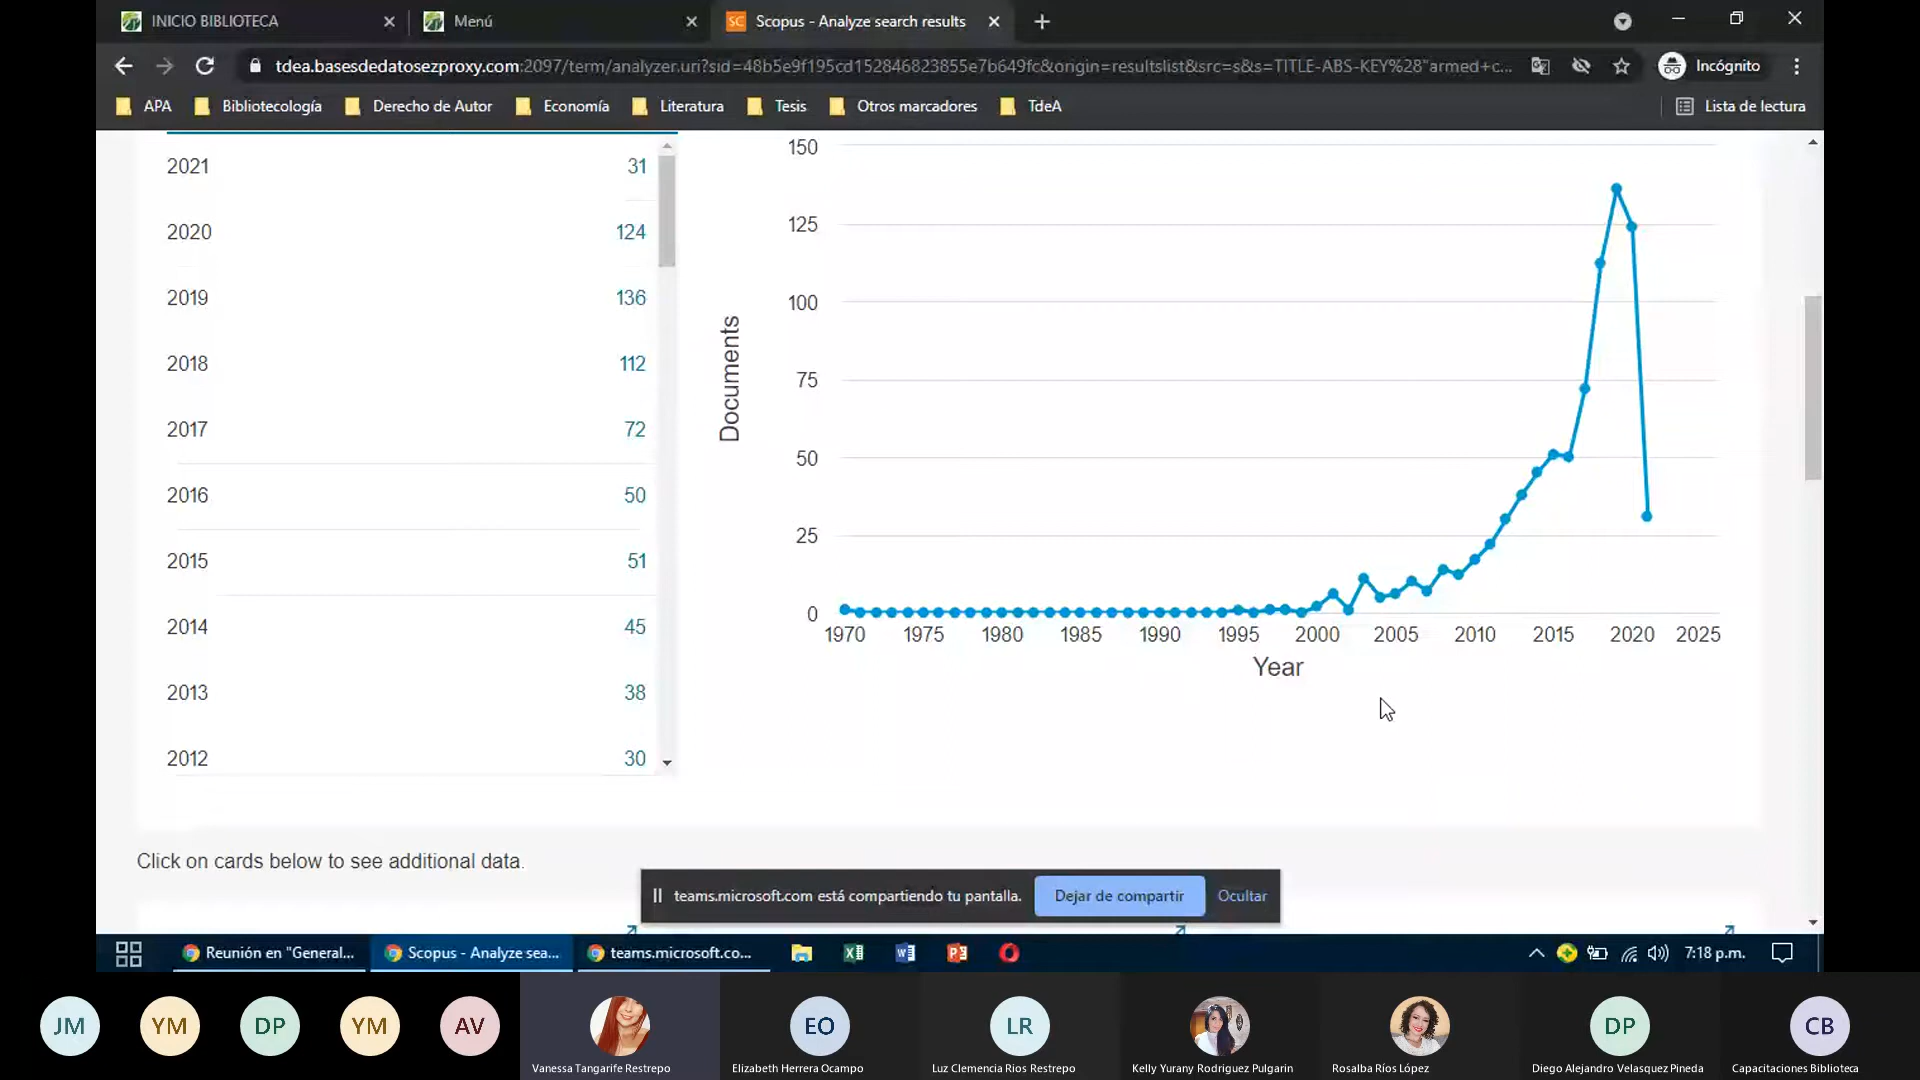 INICIO BIBLIOTECA
Menú
SC Scopus - Analyze search results
tdea.basesdedatosezproxy.com:2097/term/analyzer.uri?sid=48b5e9f195cd152846823855e7b649fc&origin=resultslist&src=s&s=TITLE-ABS-KEY%28"armed+c...
Incógnito
APA Bibliotecología Derecho de Autor Economía Literatura Tesis Otros marcadores TdeA Lista de lectura
2021 31
2020 124
2019 136
2018 112
2017 72
2016 50
2015 51
2014 45
2013 38
2012 30
150
125
100
75
50
25
0
Documents
1970 1975 1980 1985 1990 1995 2000 2005 2010 2015 2020 2025
Year
Click on cards below to see additional data.
teams.microsoft.com está compartiendo tu pantalla. Dejar de compartir Ocultar
Reunión en "General... Scopus - Analyze sea... teams.microsoft.co... 7:18 p.m.
JM YM DP YM AV EO LR DP CB
Vanessa Tangarife Restrepo Elizabeth Herrera Ocampo Luz Clemencia Rios Restrepo Kelly Yurany Rodriguez Pulgarin Rosalba Ríos López Diego Alejandro Velasquez Pineda Capacitaciones Biblioteca